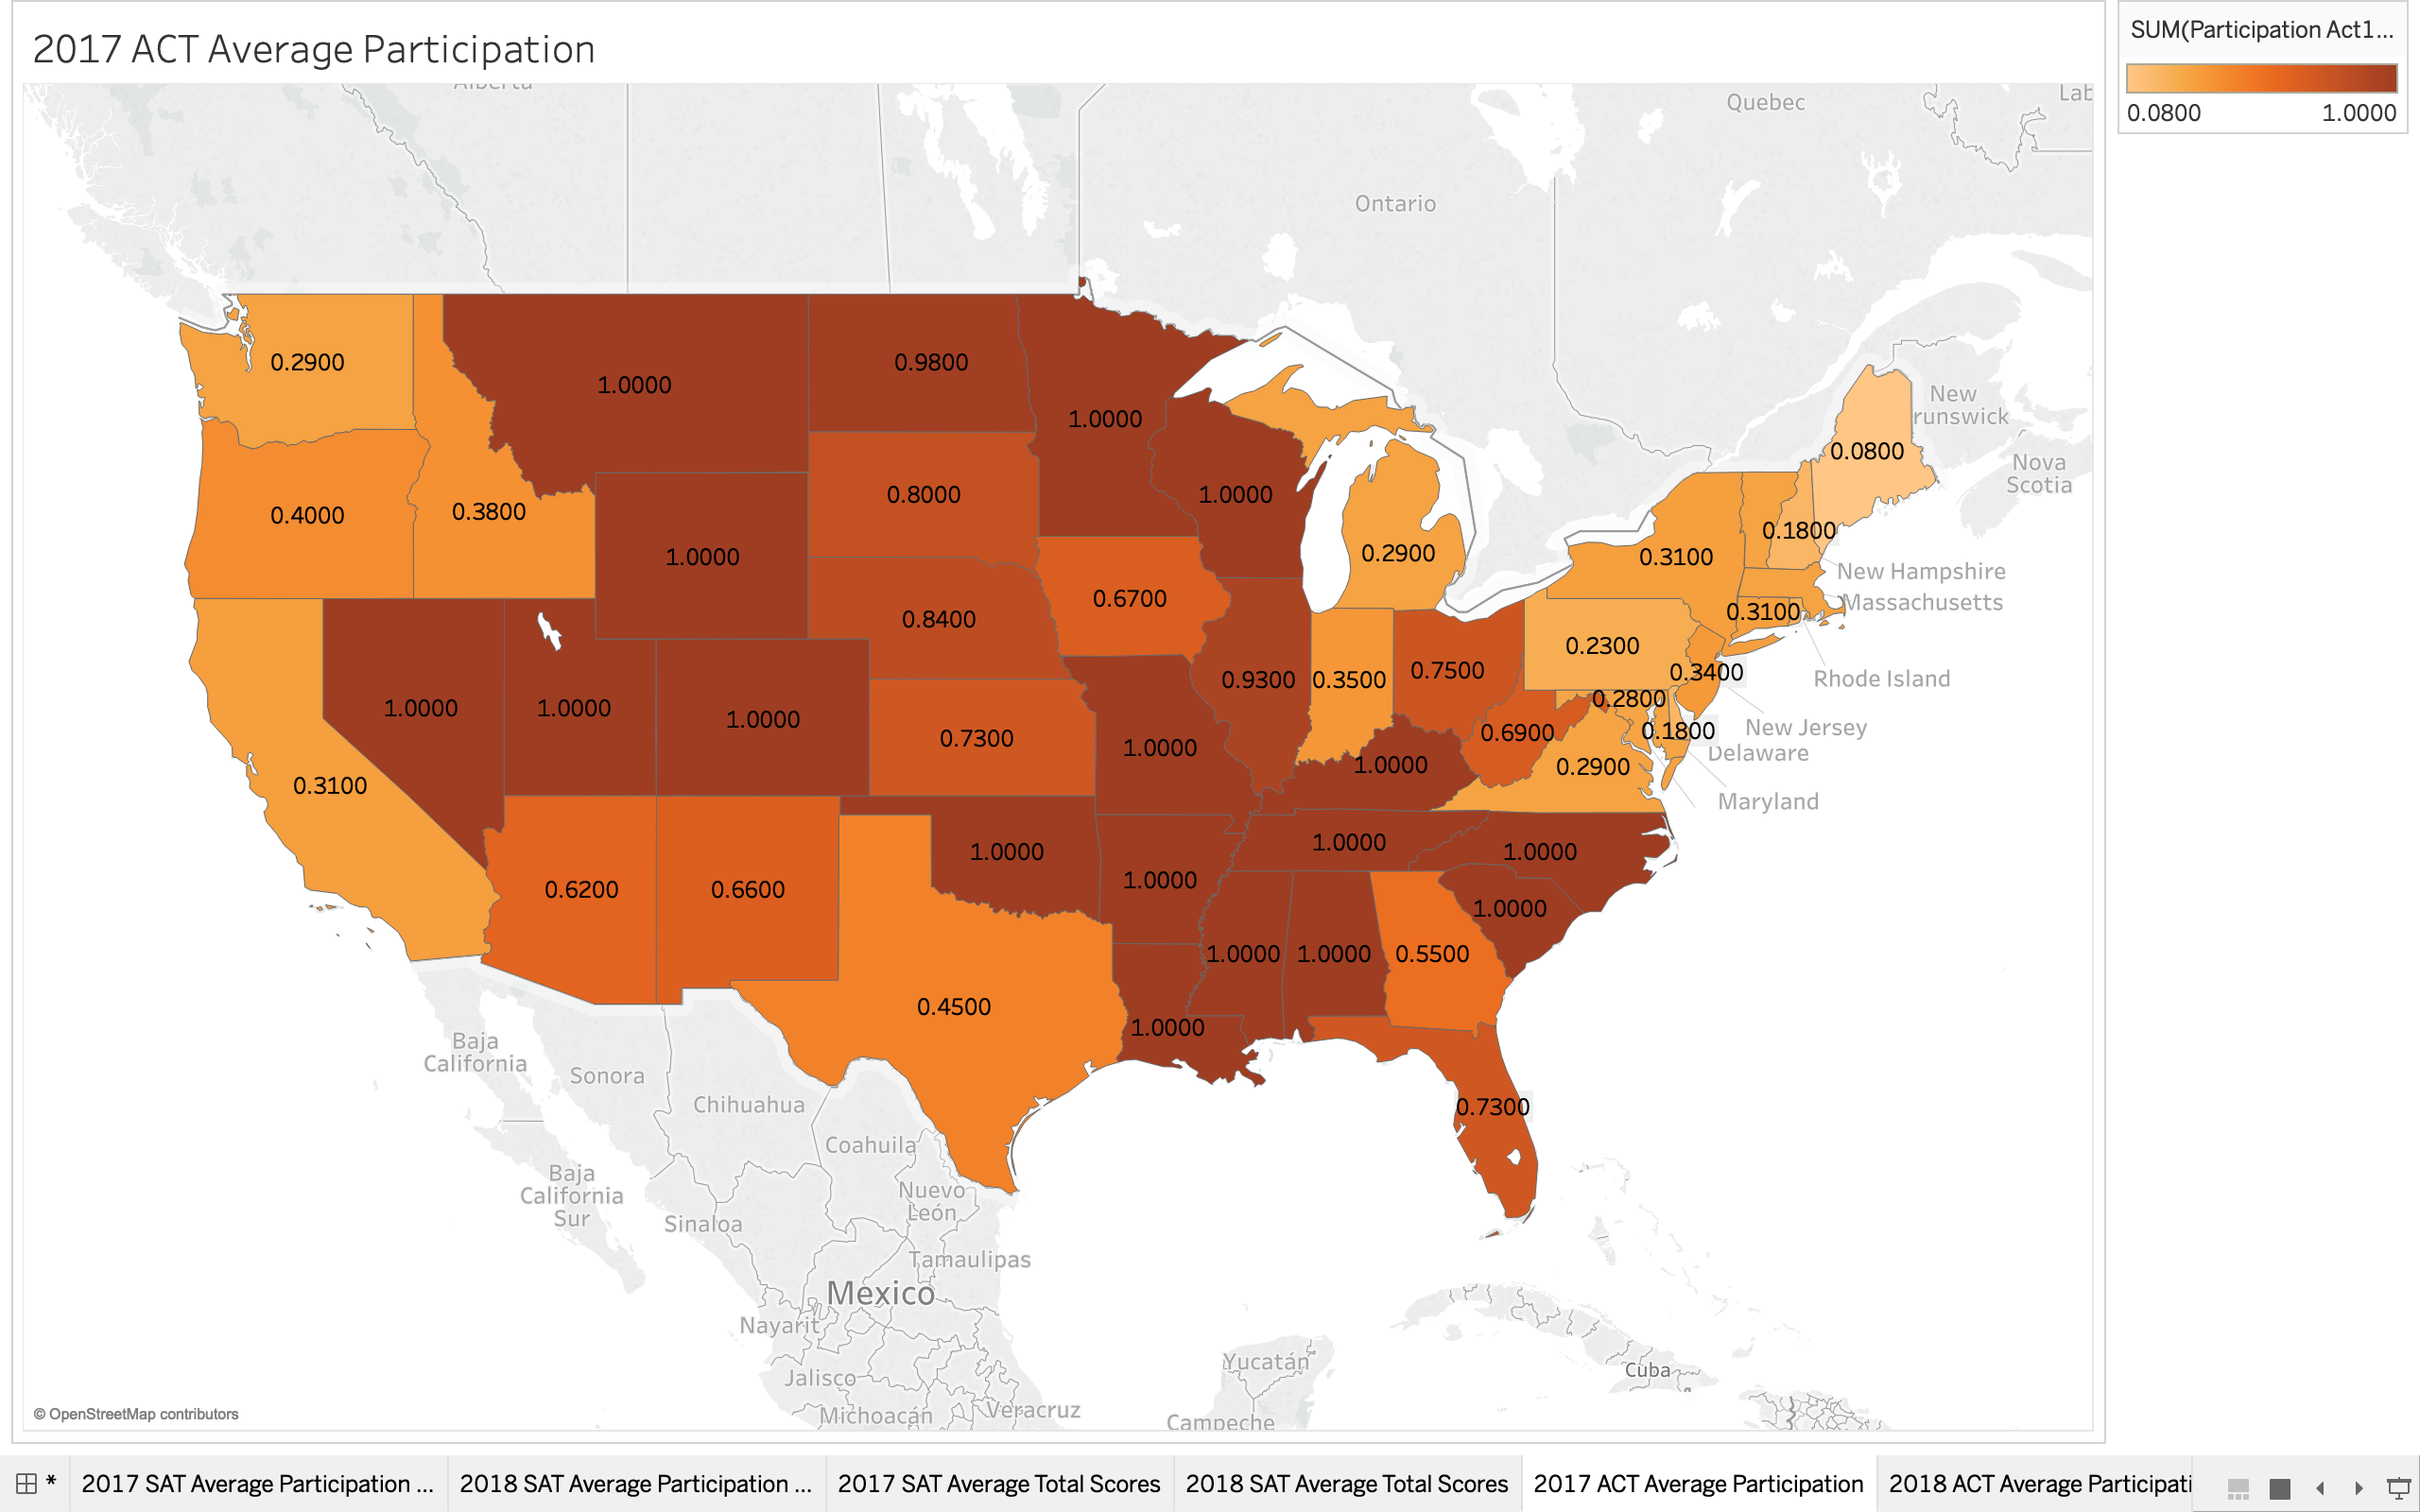 2017 ACT Average Participation
SUM(Participation Act1...
0.0800 1.0000
Quebec
Ontario
New
runswick
Nova
Scotia
0.2900
1.0000
0.9800
1.0000
0.0800
0.4000
0.3800
0.8000
1.0000
0.1800
1.0000
0.2900
0.3100
New Hampshire
0.6700
Massachusetts
0.8400
0.3100
0.2300
0.9300
0.3500
0.7500
0.3400
Rhode Island
1.0000
1.0000
1.0000
0.2800
New Jersey
0.7300
1.0000
0.6900
0.1800
Delaware
0.3100
1.0000
0.2900
Maryland
0.6200
0.6600
1.0000
1.0000
1.0000
1.0000
1.0000
1.0000
1.0000
0.5500
0.4500
1.0000
0.7300
Baja
California
Sonora
Chihuahua
Coahuila
Baja
California
Sur
Sinaloa
Nuevo
León
Tamaulipas
Mexico
Nayarit
Jalisco
Michoacán
Veracruz
Yucatán
Campeche
Cuba
© OpenStreetMap contributors
* 2017 SAT Average Participation ... 2018 SAT Average Participation ... 2017 SAT Average Total Scores 2018 SAT Average Total Scores 2017 ACT Average Participation 2018 ACT Average Participati